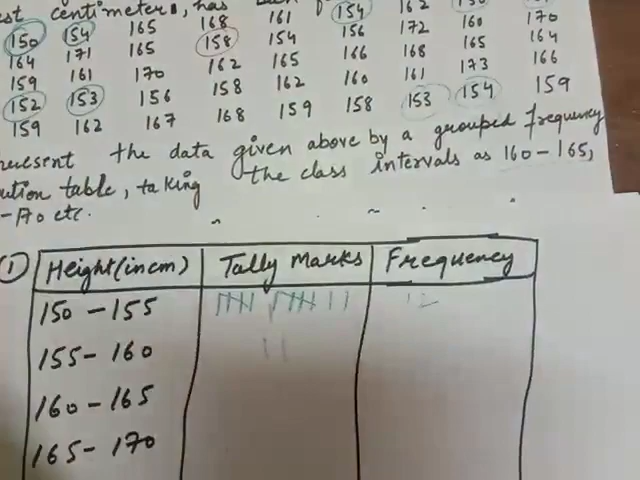 est centimeters, has
150 154 165 168 161 154 162 150 170
164 171 165 158 154 156 172 160 164
159 161 170 162 165 166 168 165 166
152 153 156 158 162 160 161 173 159
159 162 167 168 159 158 153 154
present the data given above by a grouped frequency
ution table, taking the class intervals as 160-165,
-170 etc.
① Height(in cm) Tally Marks Frequency
150-155
155-160
160-165
165-170